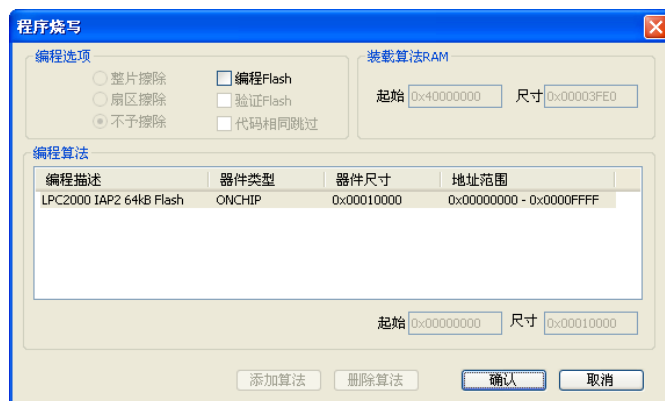 程序烧写
编程选项
整片擦除
扇区擦除
不予擦除
编程Flash
验证Flash
代码相同跳过
装载算法RAM
起始 0x40000000 尺寸 0x00003FE0
编程算法
编程描述 器件类型 器件尺寸 地址范围
LPC2000 IAP2 64kB Flash ONCHIP 0x00010000 0x00000000 - 0x0000FFFF
起始 0x00000000 尺寸 0x00010000
添加算法 删除算法 确认 取消